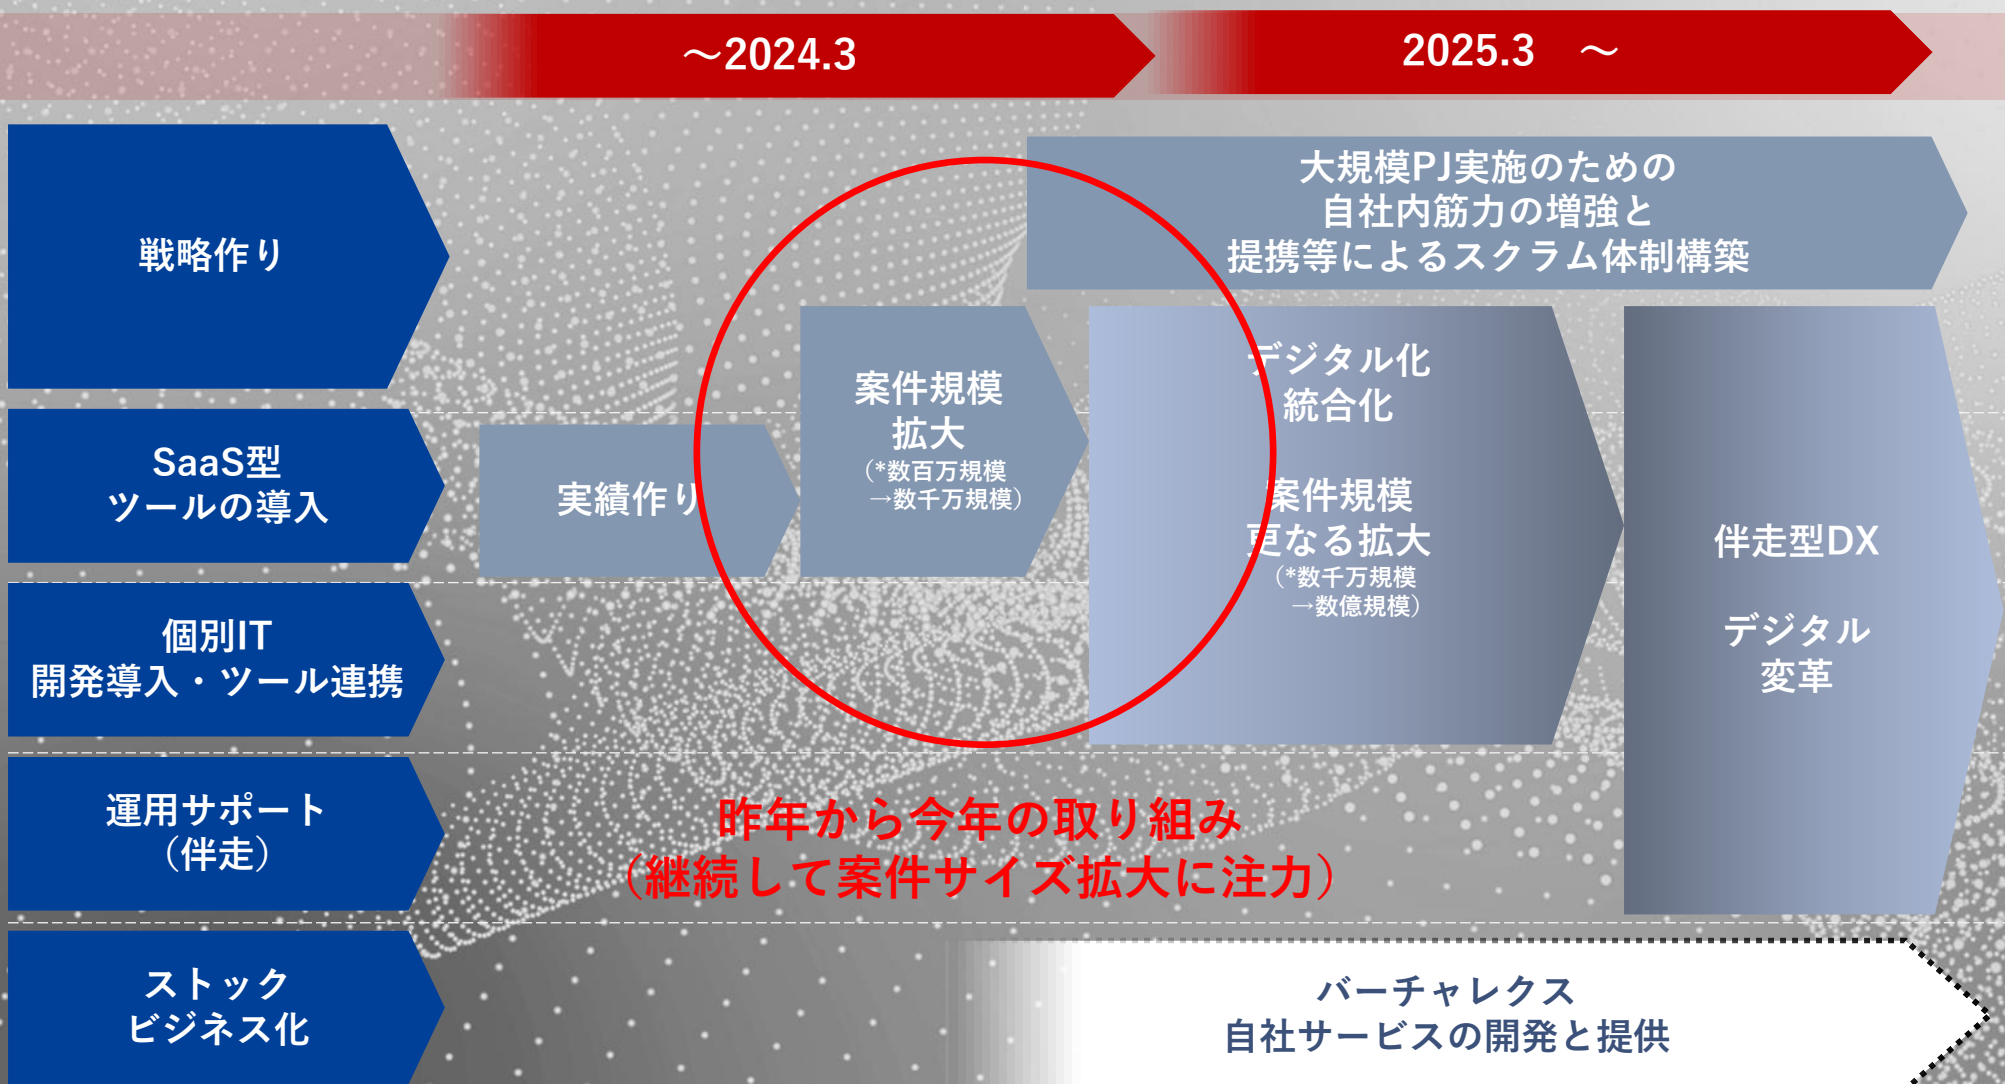 ～2024.3
2025.3　～
戦略作り
大規模PJ実施のための
自社内筋力の増強と
提携等によるスクラム体制構築
SaaS型
ツールの導入
実績作り
案件規模
拡大
（*数百万規模
→数千万規模）
デジタル化
統合化
案件規模
更なる拡大
（*数千万規模
→数億規模）
伴走型DX
デジタル
変革
個別IT
開発導入・ツール連携
運用サポート
（伴走）
昨年から今年の取り組み
（継続して案件サイズ拡大に注力）
ストック
ビジネス化
バーチャレクス
自社サービスの開発と提供